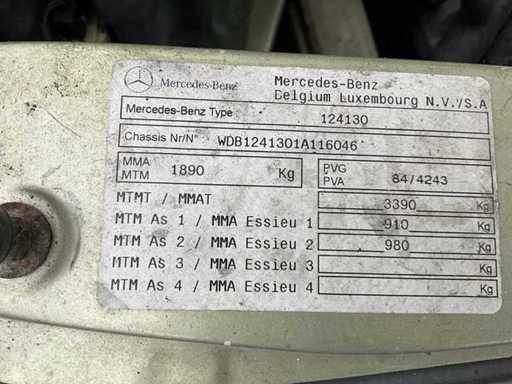 Mercedes-Benz
Mercedes-Benz
Belgium Luxembourg N.V./S.A
Mercedes-Benz Type 124130
Chassis Nr/N° WDB1241301A116046
MMA
MTM 1890 Kg
PVG
PVA 84/4243
MTMT / MMAT 3390 Kg
MTM As 1 / MMA Essieu 1 910 Kg
MTM As 2 / MMA Essieu 2 980 Kg
MTM As 3 / MMA Essieu 3 Kg
MTM As 4 / MMA Essieu 4 Kg